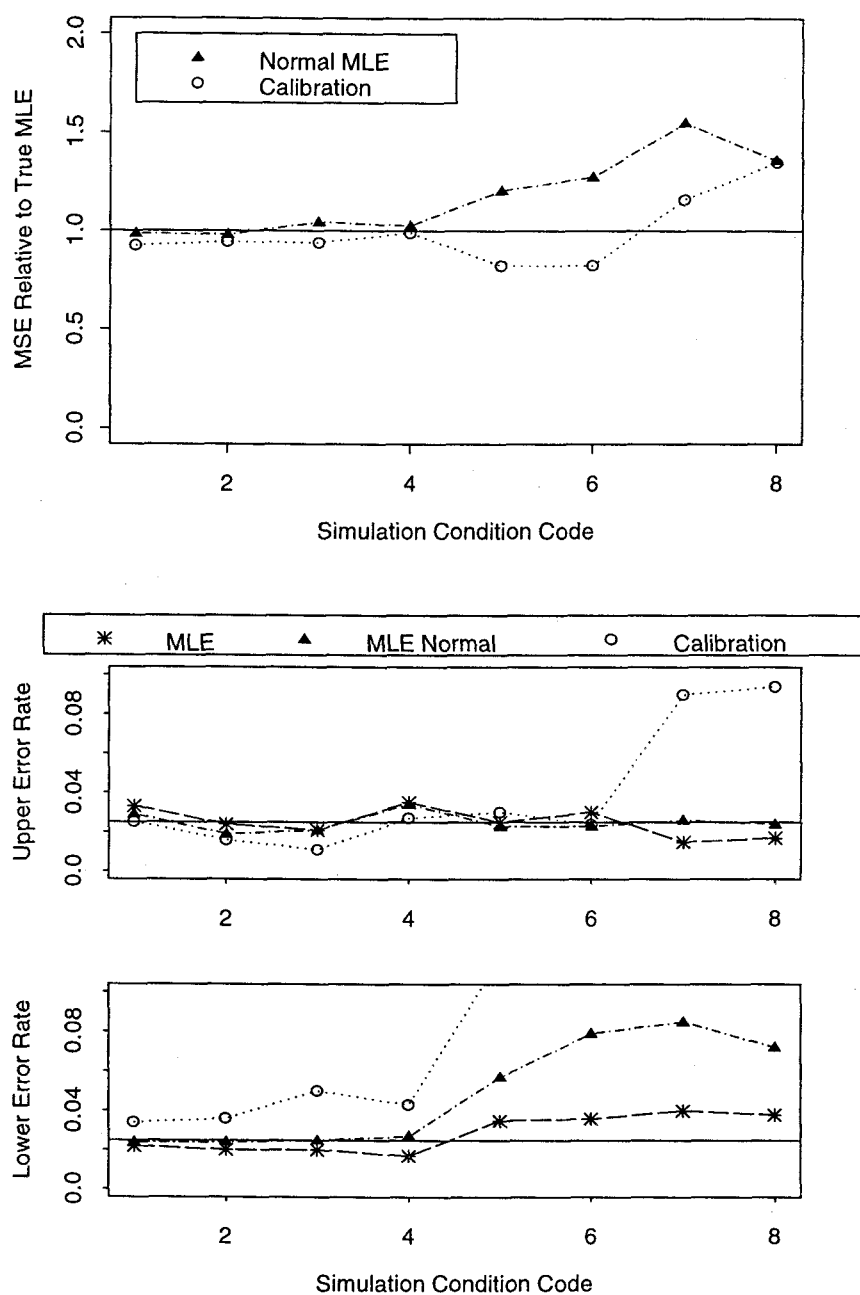 MSE Relative to True MLE
2.0
1.5
1.0
0.5
0.0
Normal MLE
Calibration
2 4 6 8
Simulation Condition Code
MLE MLE Normal Calibration
Upper Error Rate
0.08
0.04
0.0
2 4 6 8
Lower Error Rate
0.08
0.04
0.0
2 4 6 8
Simulation Condition Code